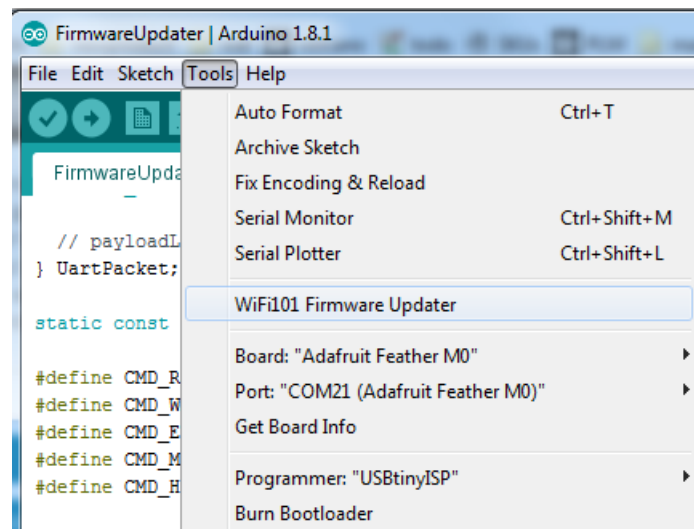 FirmwareUpdater | Arduino 1.8.1
File Edit Sketch Tools Help
Auto Format Ctrl+T
Archive Sketch
FirmwareUpda
Fix Encoding & Reload
Serial Monitor Ctrl+Shift+M
// payloadL
Serial Plotter Ctrl+Shift+L
} UartPacket;
WiFi101 Firmware Updater
static const
Board: "Adafruit Feather M0"
#define CMD_R
Port: "COM21 (Adafruit Feather M0)"
#define CMD_W
Get Board Info
#define CMD_E
#define CMD_M
Programmer: "USBtinyISP"
#define CMD_H
Burn Bootloader